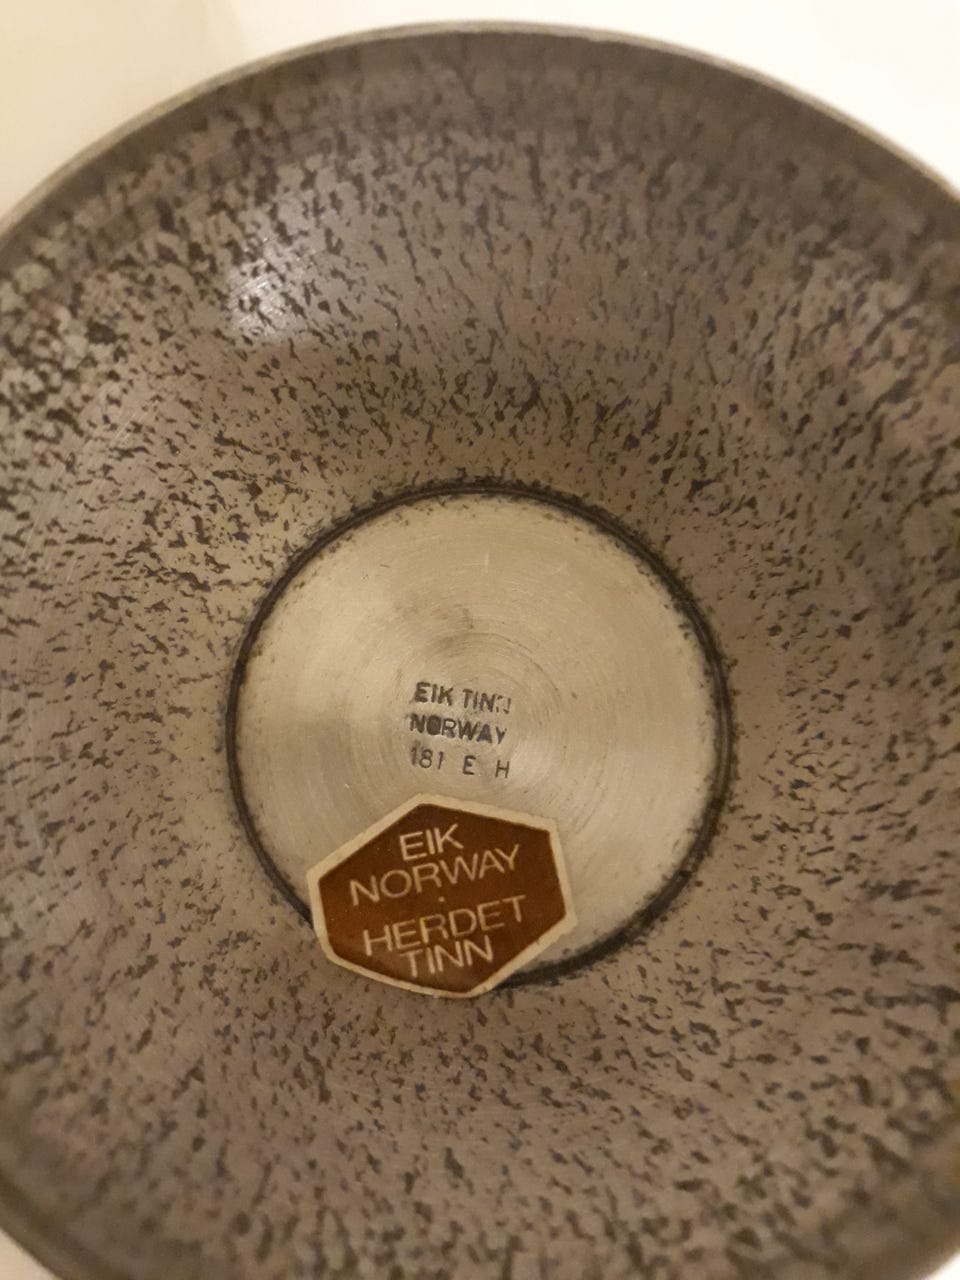 EIK TINN
NORWAY
181 E H
EIK
NORWAY
HERDET
TINN